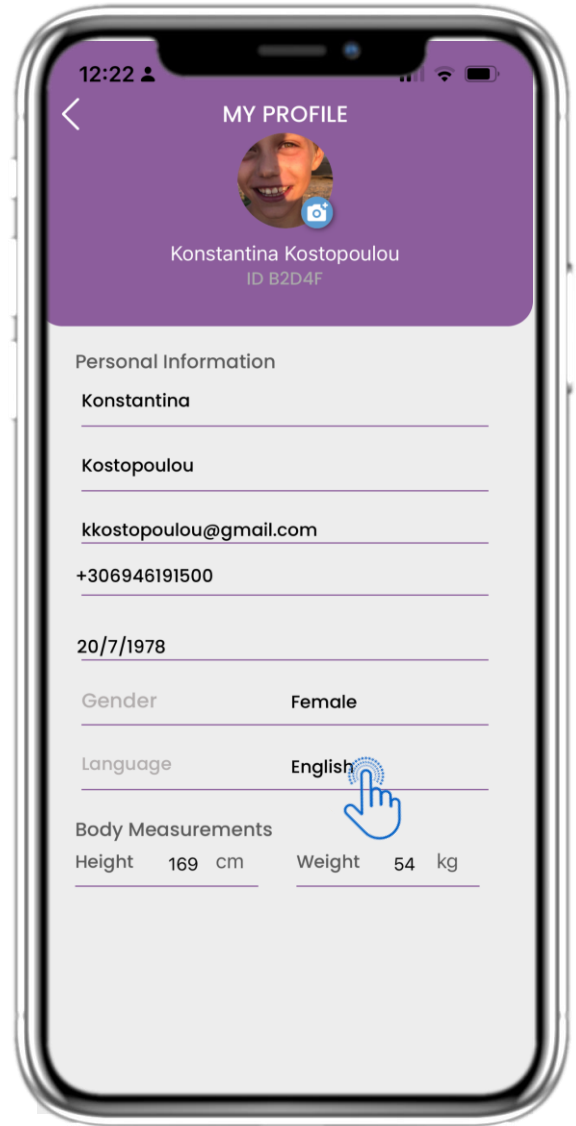 12:22
MY PROFILE
Konstantina Kostopoulou
ID B2D4F
Personal Information
Konstantina
Kostopoulou
kkostopoulou@gmail.com
+306946191500
20/7/1978
Gender Female
Language English
Body Measurements
Height 169 cm Weight 54 kg